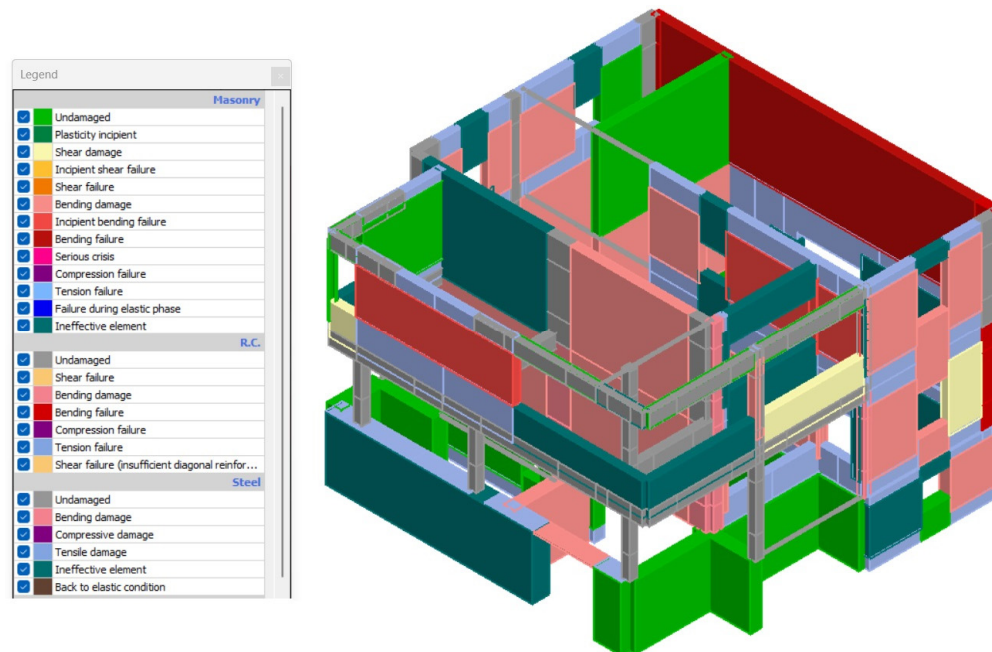 Legend
Masonry
Undamaged
Plasticity incipient
Shear damage
Incipient shear failure
Shear failure
Bending damage
Incipient bending failure
Bending failure
Serious crisis
Compression failure
Tension failure
Failure during elastic phase
Ineffective element
R.C.
Undamaged
Shear failure
Bending damage
Bending failure
Compression failure
Tension failure
Shear failure (insufficient diagonal reinfor...
Steel
Undamaged
Bending damage
Compressive damage
Tensile damage
Ineffective element
Back to elastic condition